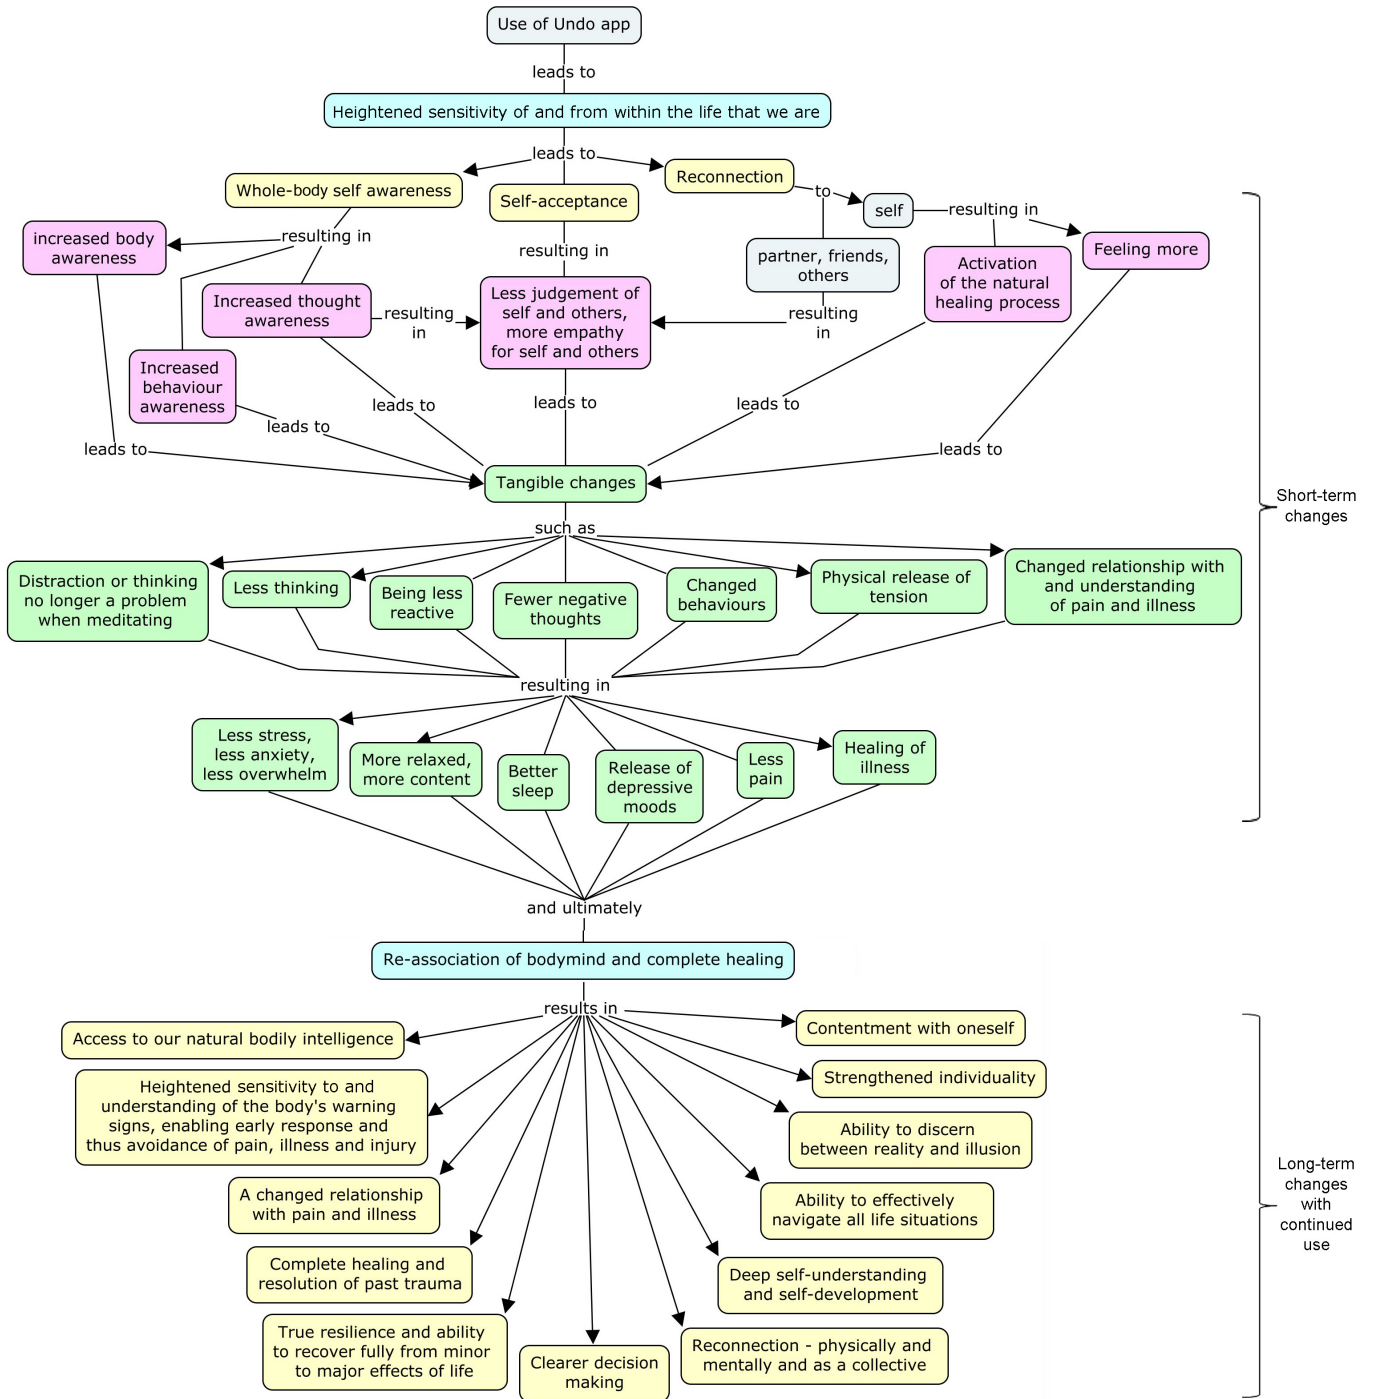 Use of Undo app
leads to
Heightened sensitivity of and from within the life that we are
leads to
Whole-body self awareness
Self-acceptance
Reconnection
to
self
resulting in
resulting in
resulting in
increased body
awareness
Increased thought
awareness
Increased
behaviour
awareness
resulting
in
Less judgement of
self and others,
more empathy
for self and others
partner, friends,
others
resulting
in
Activation
of the natural
healing process
Feeling more
leads to
leads to
leads to
leads to
leads to
leads to
Tangible changes
such as
Distraction or thinking
no longer a problem
when meditating
Less thinking
Being less
reactive
Fewer negative
thoughts
Changed
behaviours
Physical release of
tension
Changed relationship with
and understanding
of pain and illness
resulting in
Less stress,
less anxiety,
less overwhelm
More relaxed,
more content
Better
sleep
Release of
depressive
moods
Less
pain
Healing of
illness
Short-term
changes
and ultimately
Re-association of bodymind and complete healing
results in
Access to our natural bodily intelligence
Heightened sensitivity to and
understanding of the body's warning
signs, enabling early response and
thus avoidance of pain, illness and injury
A changed relationship
with pain and illness
Complete healing and
resolution of past trauma
True resilience and ability
to recover fully from minor
to major effects of life
Clearer decision
making
Reconnection - physically and
mentally and as a collective
Deep self-understanding
and self-development
Ability to effectively
navigate all life situations
Ability to discern
between reality and illusion
Strengthened individuality
Contentment with oneself
Long-term
changes
with
continued
use